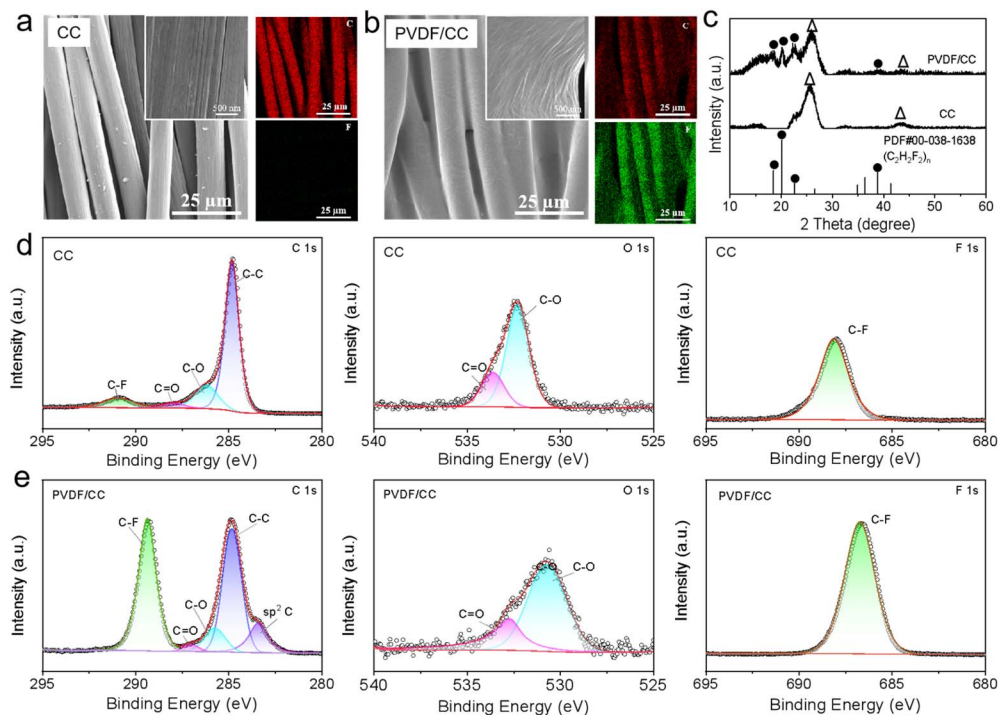 a
CC
500 nm
25 µm
C
25 µm
F
25 µm
b
PVDF/CC
500 nm
25 µm
C
25 µm
F
25 µm
c
Intensity (a.u.)
PVDF/CC
CC
PDF#00-038-1638
(C₂H₂F₂)ₙ
10 20 30 40 50 60
2 Theta (degree)
d
CC
C 1s
C-C
C-O
C=O
C-F
Intensity (a.u.)
295 290 285 280
Binding Energy (eV)
CC
O 1s
C-O
C=O
Intensity (a.u.)
540 535 530 525
Binding Energy (eV)
CC
F 1s
C-F
Intensity (a.u.)
695 690 685 680
Binding Energy (eV)
e
PVDF/CC
C 1s
C-F
C-C
C-O
C=O
sp² C
Intensity (a.u.)
295 290 285 280
Binding Energy (eV)
PVDF/CC
O 1s
C-O
C=O
Intensity (a.u.)
540 535 530 525
Binding Energy (eV)
PVDF/CC
F 1s
C-F
Intensity (a.u.)
695 690 685 680
Binding Energy (eV)